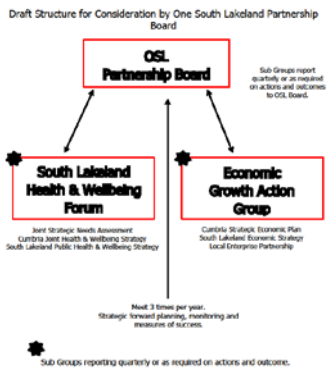 Draft Structure for Consideration by One South Lakeland Partnership
Board
OSL
Partnership Board
Sub Groups report
quarterly or as required
on actions and outcomes
to OSL Board.
South Lakeland
Health & Wellbeing
Forum
Economic
Growth Action
Group
Joint Strategic Needs Assessment
Cumbria Joint Health & Wellbeing Strategy
South Lakeland Public Health & Wellbeing Strategy
Cumbria Strategic Economic Plan
South Lakeland Economic Strategy
Local Enterprise Partnership
Meet 3 times per year.
Strategic forward planning, monitoring and
measures of success.
Sub Groups reporting quarterly or as required on actions and outcome.